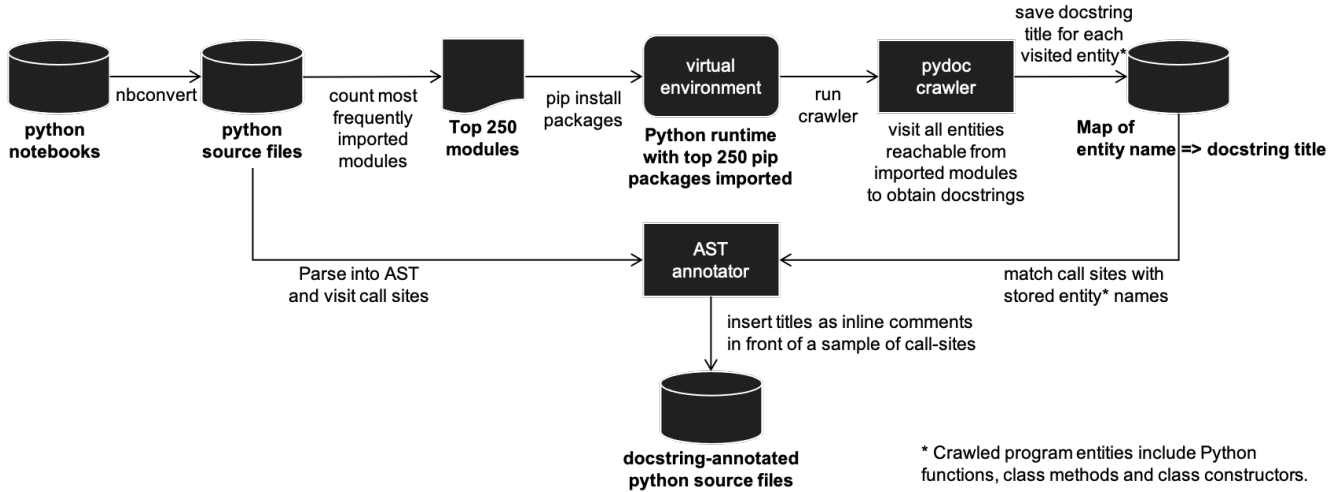 nbconvert
python
notebooks
python
source files
count most
frequently
imported
modules
Top 250
modules
pip install
packages
virtual
environment
Python runtime
with top 250 pip
packages imported
run
crawler
pydoc
crawler
visit all entities
reachable from
imported modules
to obtain docstrings
save docstring
title for each
visited entity*
Map of
entity name => docstring title
Parse into AST
and visit call sites
AST
annotator
match call sites with
stored entity* names
insert titles as inline comments
in front of a sample of call-sites
docstring-annotated
python source files
* Crawled program entities include Python
functions, class methods and class constructors.